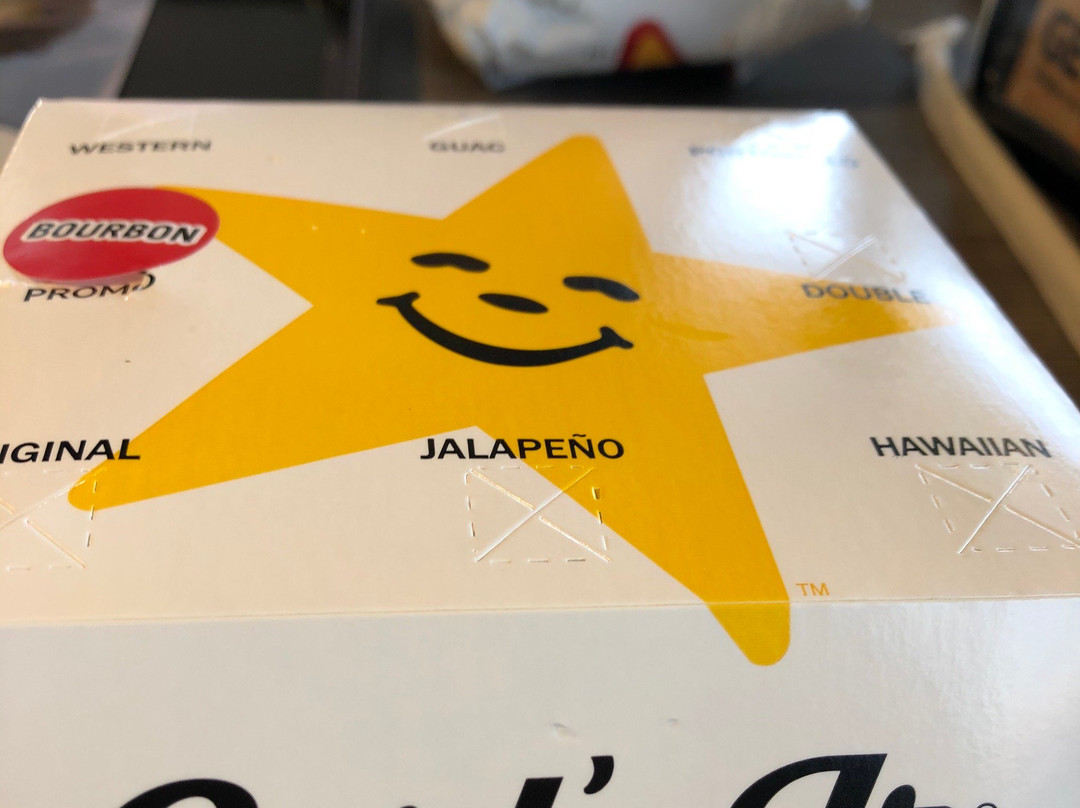 WESTERN
GUAC
BOURBON
PROMO
DOUBLE
IGINAL
JALAPEÑO
HAWAIIAN
TM